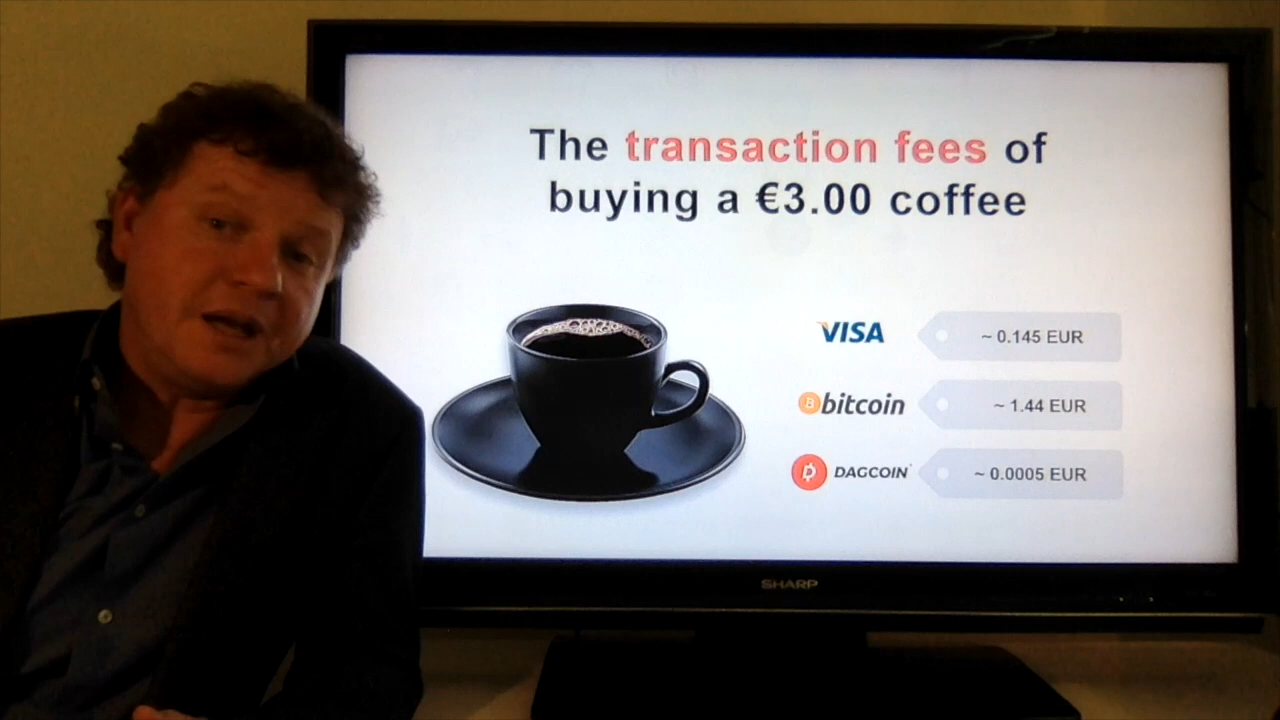 The transaction fees of
buying a €3.00 coffee
VISA ~ 0.145 EUR
bitcoin ~ 1.44 EUR
DAGCOIN ~ 0.0005 EUR
SHARP